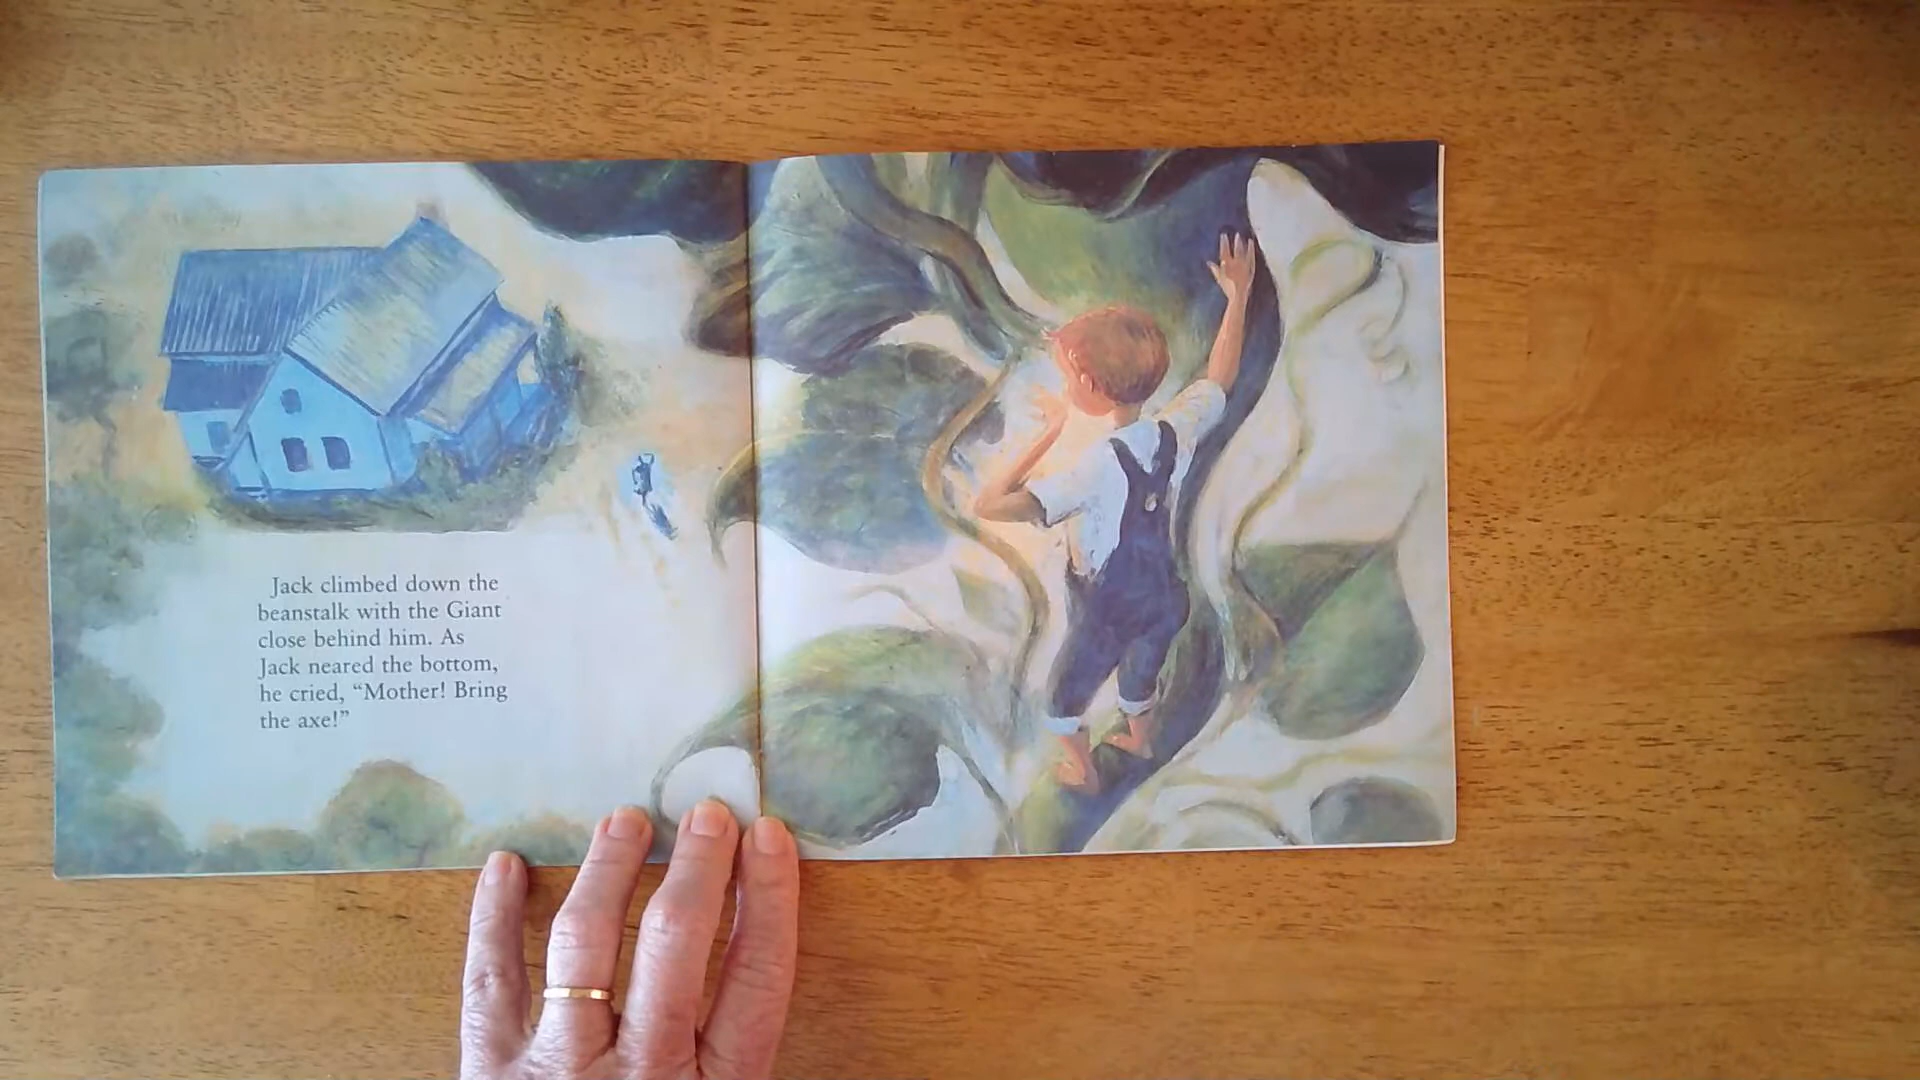 Jack climbed down the
beanstalk with the Giant
close behind him. As
Jack neared the bottom,
he cried, “Mother! Bring
the axe!”